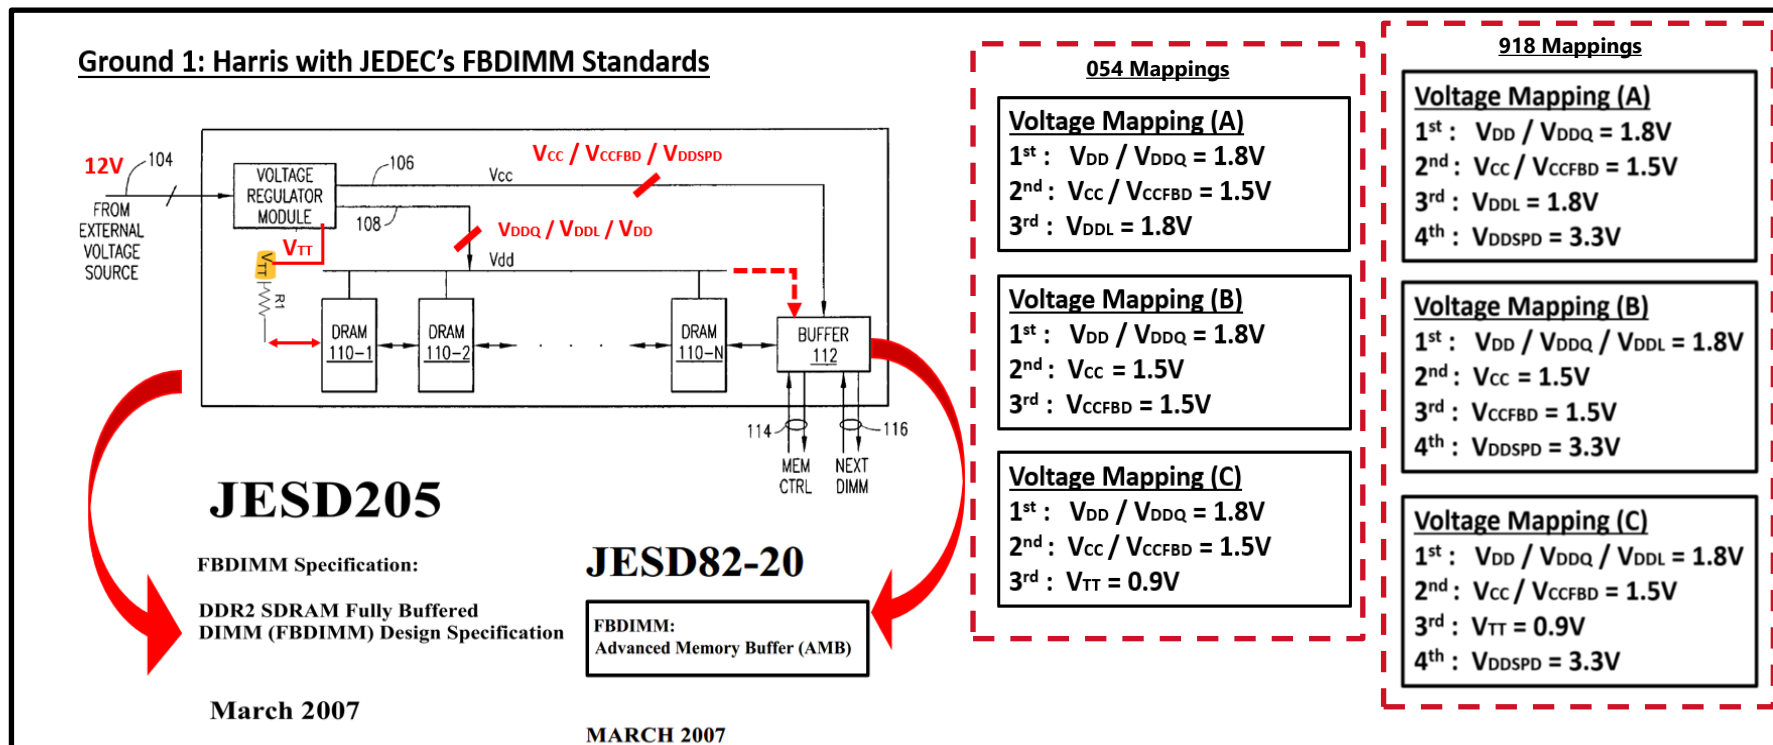 Ground 1: Harris with JEDEC's FBDIMM Standards
12V
104
FROM
EXTERNAL
VOLTAGE
SOURCE
VOLTAGE
REGULATOR
MODULE
106
Vcc
VCC / VCCFBD / VDDSPD
108
VDDQ / VDDL / VDD
Vdd
VTT
VTT
R1
DRAM
110-1
DRAM
110-2
. . .
DRAM
110-N
BUFFER
112
114
116
MEM
CTRL
NEXT
DIMM
JESD205
FBDIMM Specification:
DDR2 SDRAM Fully Buffered
DIMM (FBDIMM) Design Specification
March 2007
JESD82-20
FBDIMM:
Advanced Memory Buffer (AMB)
MARCH 2007
054 Mappings
Voltage Mapping (A)
1st : VDD / VDDQ = 1.8V
2nd : VCC / VCCFBD = 1.5V
3rd : VDDL = 1.8V
Voltage Mapping (B)
1st : VDD / VDDQ = 1.8V
2nd : VCC = 1.5V
3rd : VCCFBD = 1.5V
Voltage Mapping (C)
1st : VDD / VDDQ = 1.8V
2nd : VCC / VCCFBD = 1.5V
3rd : VTT = 0.9V
918 Mappings
Voltage Mapping (A)
1st : VDD / VDDQ = 1.8V
2nd : VCC / VCCFBD = 1.5V
3rd : VDDL = 1.8V
4th : VDDSPD = 3.3V
Voltage Mapping (B)
1st : VDD / VDDQ / VDDL = 1.8V
2nd : VCC = 1.5V
3rd : VCCFBD = 1.5V
4th : VDDSPD = 3.3V
Voltage Mapping (C)
1st : VDD / VDDQ / VDDL = 1.8V
2nd : VCC / VCCFBD = 1.5V
3rd : VTT = 0.9V
4th : VDDSPD = 3.3V